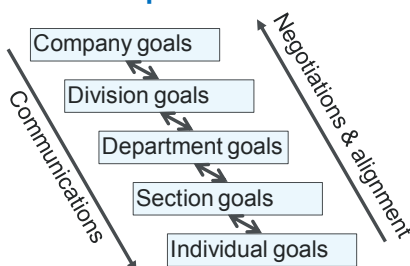 Company goals
Division goals
Department goals
Section goals
Individual goals
Communications
Negotiations & alignment